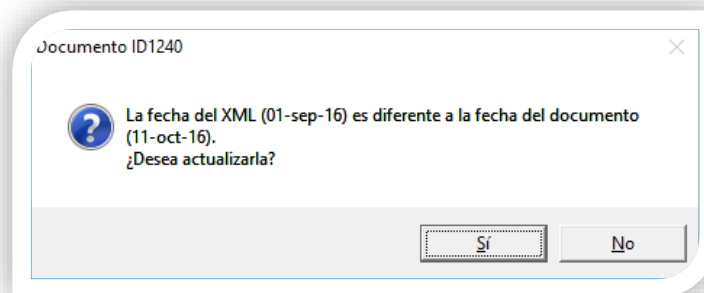 Documento ID1240
La fecha del XML (01-sep-16) es diferente a la fecha del documento
(11-oct-16).
¿Desea actualizarla?
Sí
No